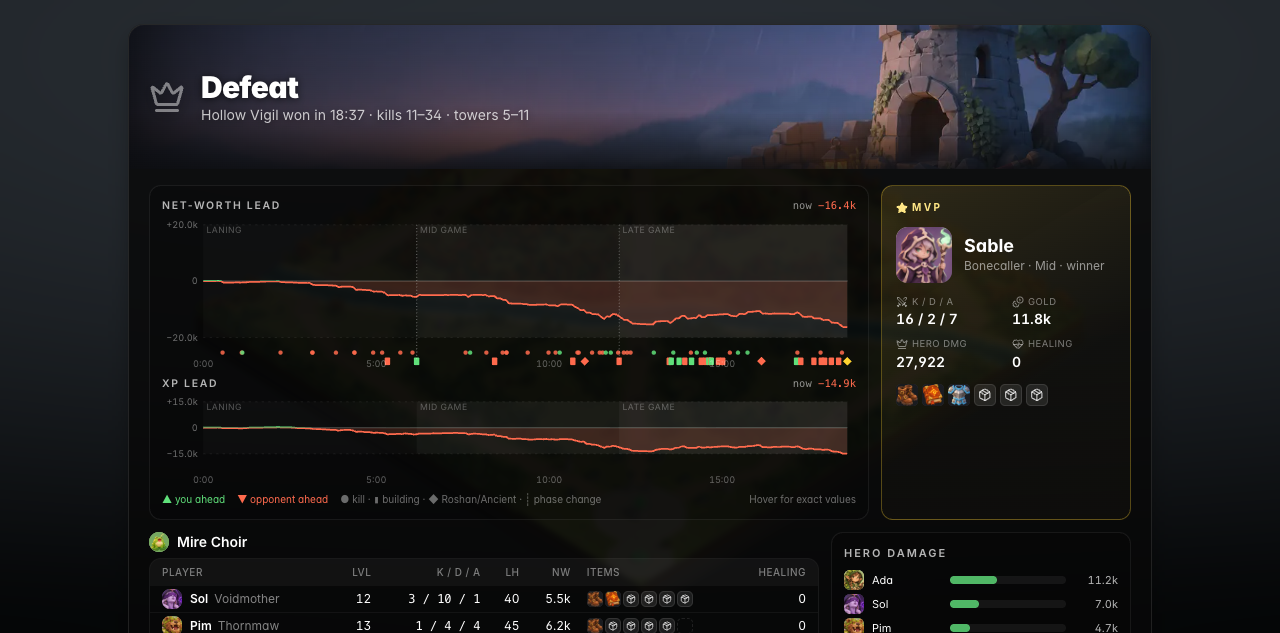 Defeat
Hollow Vigil won in 18:37 · kills 11–34 · towers 5–11
NET-WORTH LEAD
now −16.4k
+20.0k
LANING
MID GAME
LATE GAME
0
−20.0k
0:00
5:00
10:00
15:00
XP LEAD
now −14.9k
+15.0k
LANING
MID GAME
LATE GAME
0
−15.0k
0:00
5:00
10:00
15:00
you ahead
opponent ahead
kill ·
building ·
Roshan/Ancient ·
phase change
Hover for exact values
MVP
Sable
Bonecaller · Mid · winner
K / D / A
GOLD
16 / 2 / 7
11.8k
HERO DMG
HEALING
27,922
0
Mire Choir
PLAYER LVL K / D / A LH NW ITEMS HEALING
Sol Voidmother 12 3 / 10 / 1 40 5.5k 0
Pim Thornmaw 13 1 / 4 / 4 45 6.2k 0
HERO DAMAGE
Ada 11.2k
Sol 7.0k
Pim 4.7k